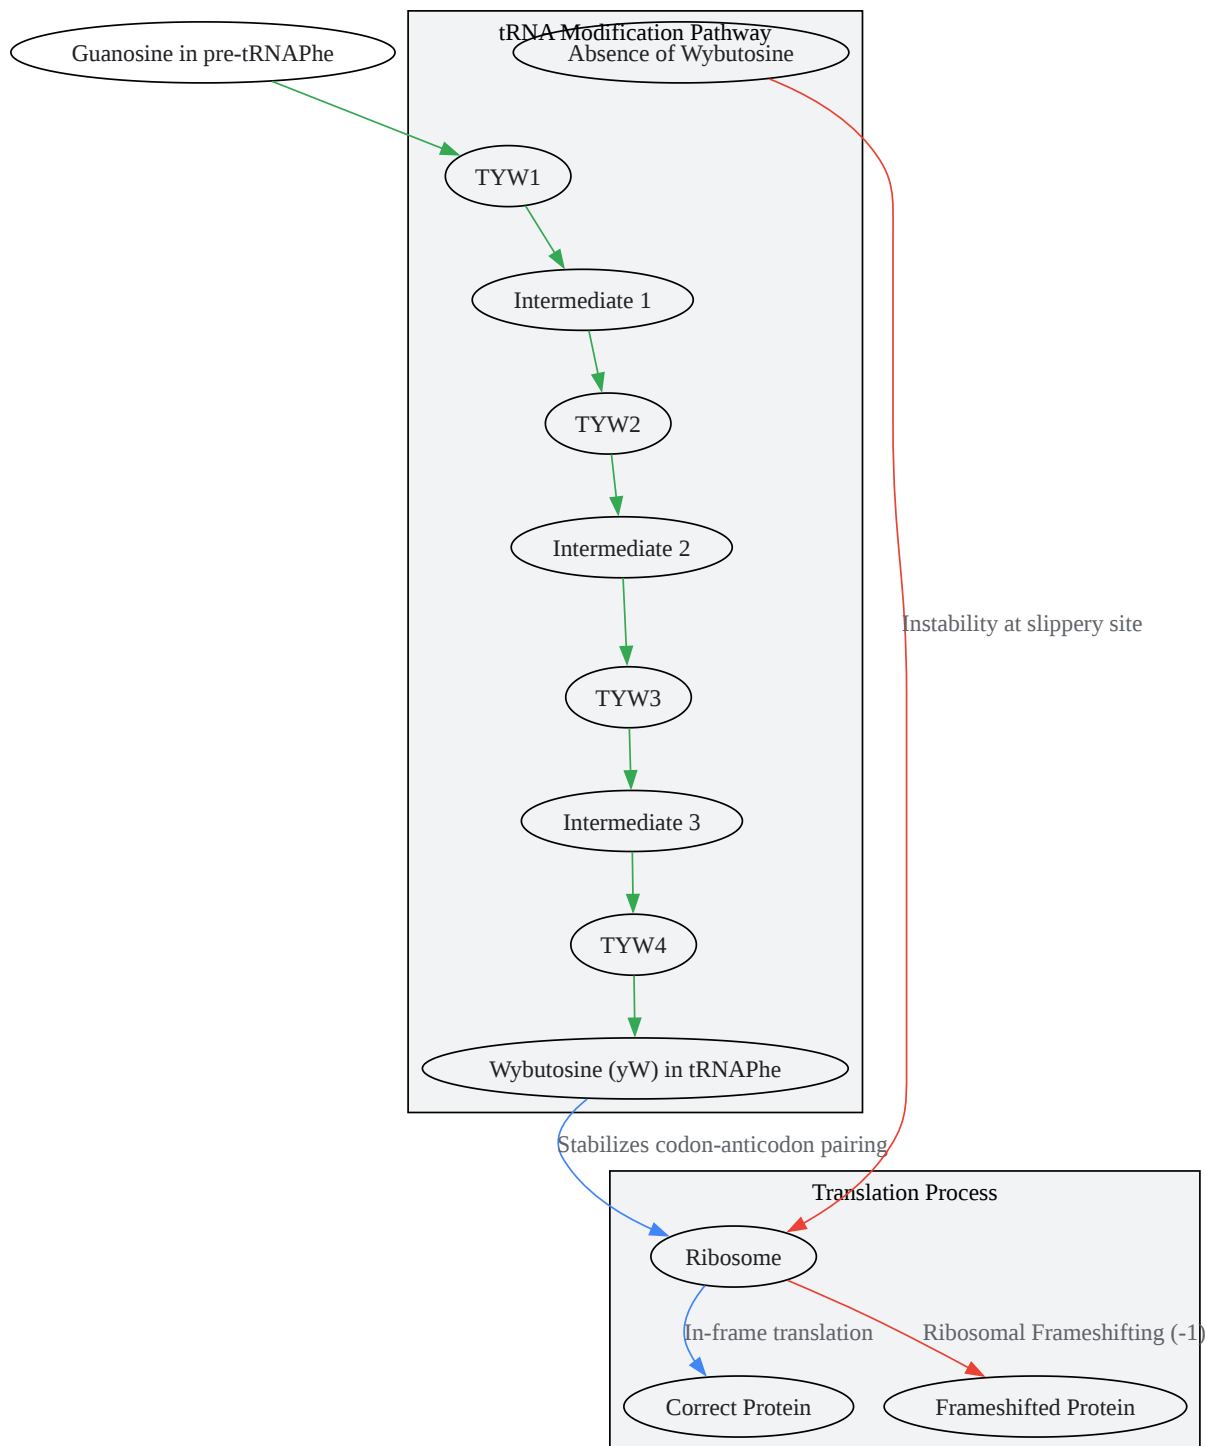 tRNA Modification Pathway
Guanosine in pre-tRNAPhe
Absence of Wybutosine
TYW1
Intermediate 1
TYW2
Intermediate 2
Instability at slippery site
TYW3
Intermediate 3
TYW4
Wybutosine (yW) in tRNAPhe
Stabilizes codon-anticodon pairing
Translation Process
Ribosome
In-frame translation
Ribosomal Frameshifting (-1)
Correct Protein
Frameshifted Protein